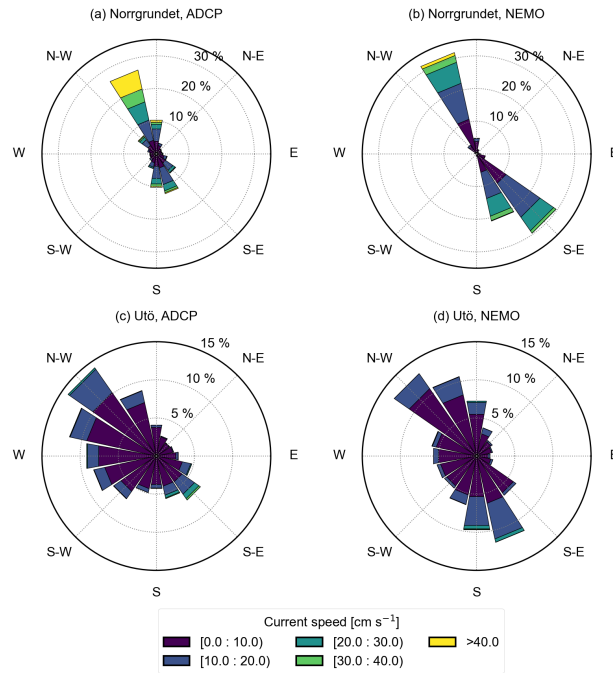 (a) Norrgrundet, ADCP
(b) Norrgrundet, NEMO
N-W
N-E
30 %
20 %
10 %
W
E
S-W
S-E
S
N-W
N-E
30 %
20 %
10 %
W
E
S-W
S-E
S
(c) Utö, ADCP
(d) Utö, NEMO
15 %
N-W
N-E
10 %
5 %
W
E
S-W
S-E
S
15 %
N-W
N-E
10 %
5 %
W
E
S-W
S-E
S
Current speed [cm s⁻¹]
[0.0 : 10.0)
[20.0 : 30.0)
>40.0
[10.0 : 20.0)
[30.0 : 40.0)